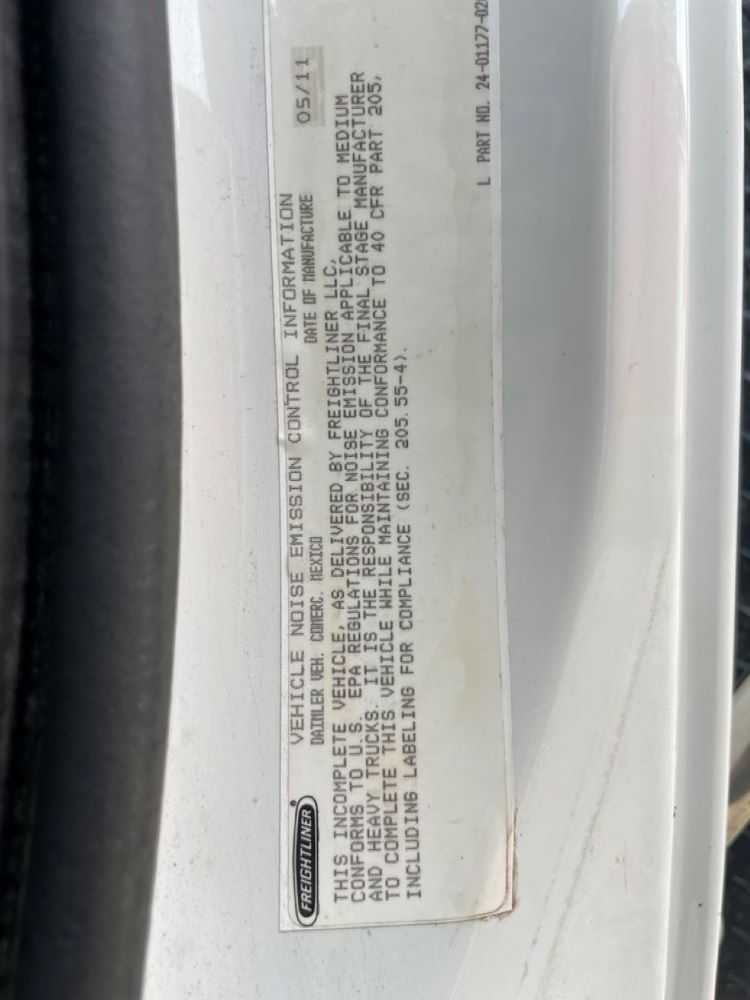 FREIGHTLINER®
VEHICLE NOISE EMISSION CONTROL INFORMATION
DAIMLER VEH. COMERC. MEXICO DATE OF MANUFACTURE 05/11
THIS INCOMPLETE VEHICLE, AS DELIVERED BY FREIGHTLINER LLC,
CONFORMS TO U.S. EPA REGULATIONS FOR NOISE EMISSION APPLICABLE TO MEDIUM
AND HEAVY TRUCKS. IT IS THE RESPONSIBILITY OF THE FINAL STAGE MANUFACTURER
TO COMPLETE THIS VEHICLE WHILE MAINTAINING CONFORMANCE TO 40 CFR PART 205,
INCLUDING LABELING FOR COMPLIANCE (SEC. 205.55-4).
L PART NO. 24-01177-02